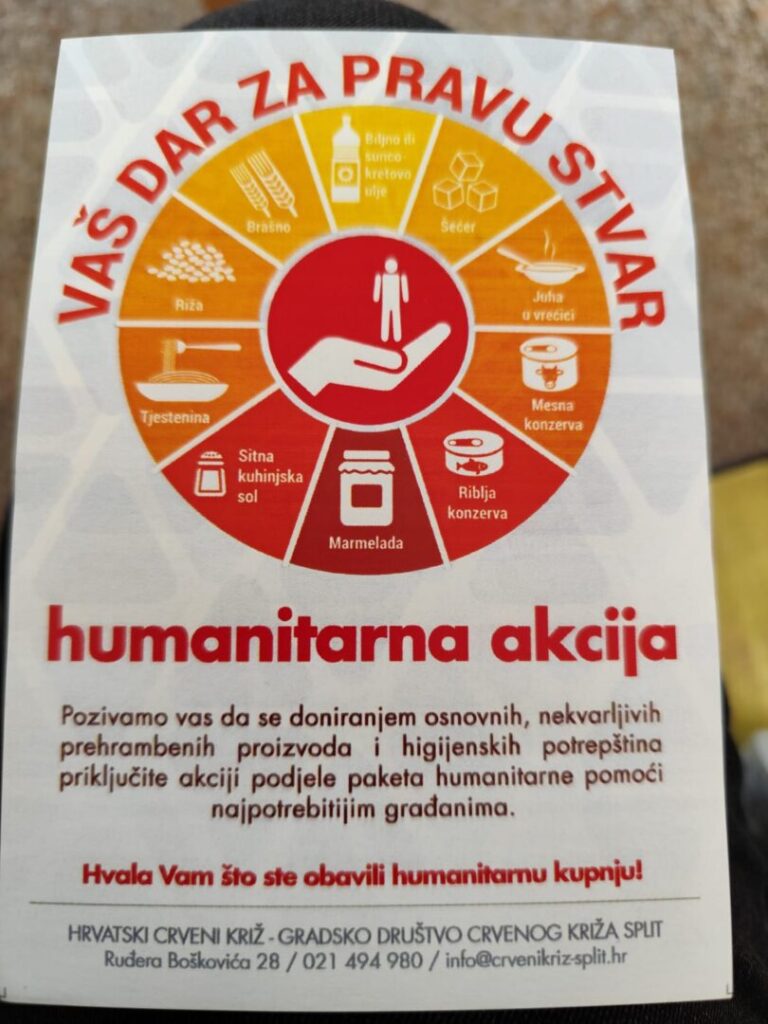 VAŠ DAR ZA PRAVU STVAR
Biljno ili
sunco-
kretovo
ulje
Brašno
Šećer
Riža
Juha
u vrećici
Tjestenina
Mesna
konzerva
Sitna
kuhinjska
sol
Riblja
konzerva
Marmelada
humanitarna akcija
Pozivamo vas da se doniranjem osnovnih, nekvarljivih
prehrambenih proizvoda i higijenskih potrepština
priključite akciji podjele paketa humanitarne pomoći
najpotrebitijim građanima.
Hvala Vam što ste obavili humanitarnu kupnju!
HRVATSKI CRVENI KRIŽ - GRADSKO DRUŠTVO CRVENOG KRIŽA SPLIT
Ruđera Boškovića 28 / 021 494 980 / info@crvenikriz-split.hr